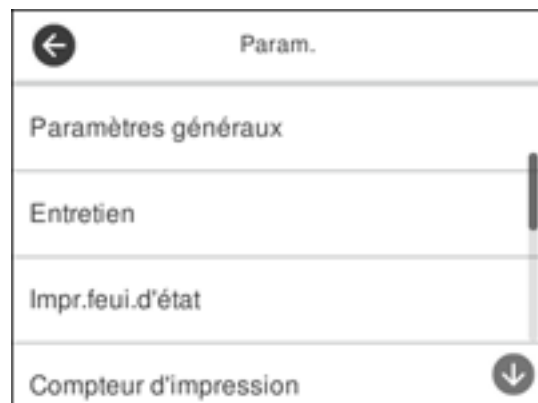 Param.
Paramètres généraux
Entretien
Impr.feui.d'état
Compteur d'impression